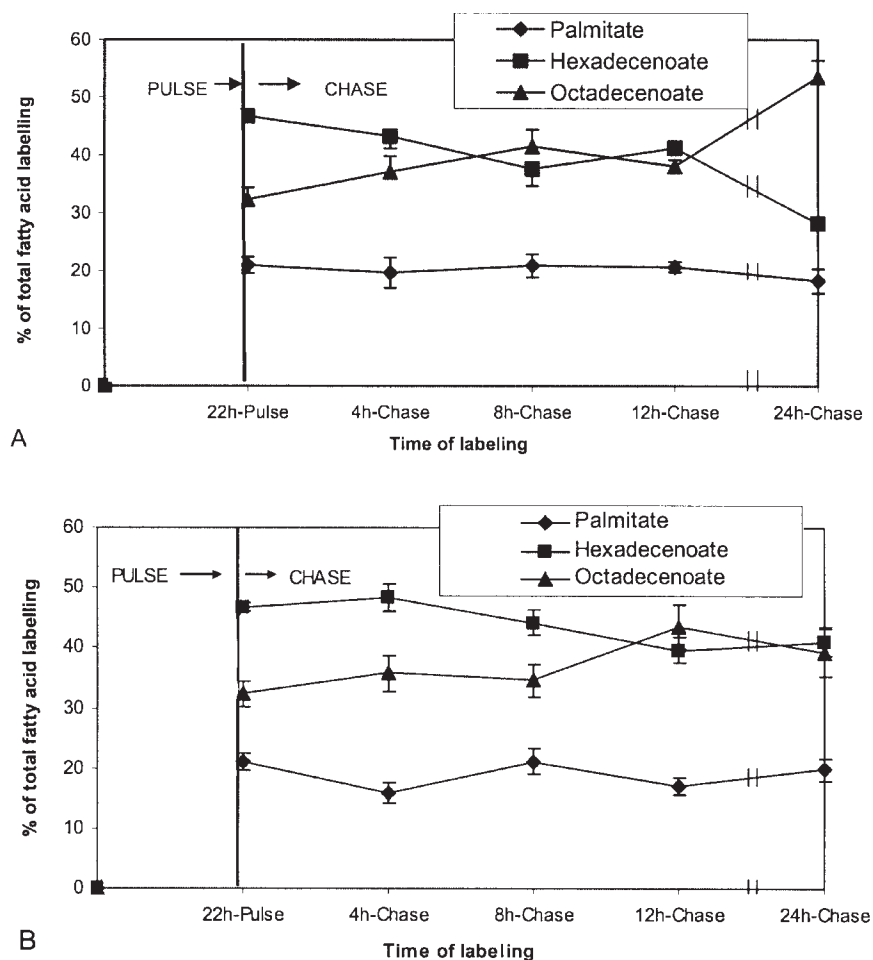 60
50
40
30
20
10
0
% of total fatty acid labelling
Palmitate
Hexadecenoate
Octadecenoate
PULSE
CHASE
22h-Pulse
4h-Chase
8h-Chase
12h-Chase
24h-Chase
Time of labeling
A
60
50
40
30
20
10
0
% of total fatty acid labelling
Palmitate
Hexadecenoate
Octadecenoate
PULSE
CHASE
22h-Pulse
4h-Chase
8h-Chase
12h-Chase
24h-Chase
Time of labeling
B